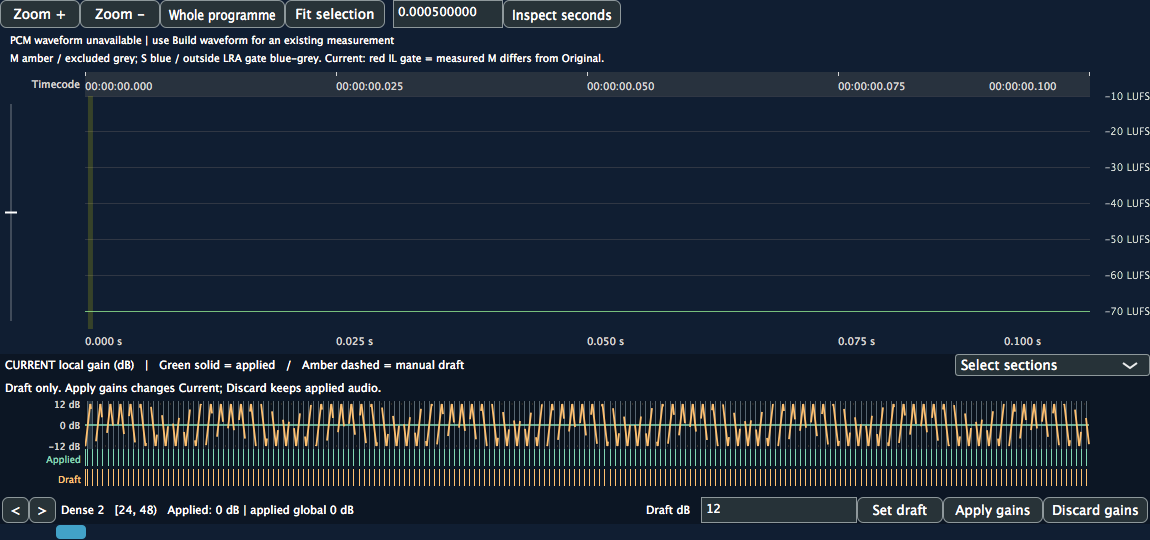 Zoom + Zoom − Whole programme Fit selection 0.000500000 Inspect seconds
PCM waveform unavailable | use Build waveform for an existing measurement
M amber / excluded grey; S blue / outside LRA gate blue-grey. Current: red IL gate = measured M differs from Original.
Timecode 00:00:00.000 00:00:00.025 00:00:00.050 00:00:00.075 00:00:00.100
−10 LUFS
−20 LUFS
−30 LUFS
−40 LUFS
−50 LUFS
−60 LUFS
−70 LUFS
0.000 s 0.025 s 0.050 s 0.075 s 0.100 s
CURRENT local gain (dB) | Green solid = applied / Amber dashed = manual draft Select sections
Draft only. Apply gains changes Current; Discard keeps applied audio.
12 dB
0 dB
−12 dB
Applied
Draft
< > Dense 2 [24, 48) Applied: 0 dB | applied global 0 dB Draft dB 12 Set draft Apply gains Discard gains